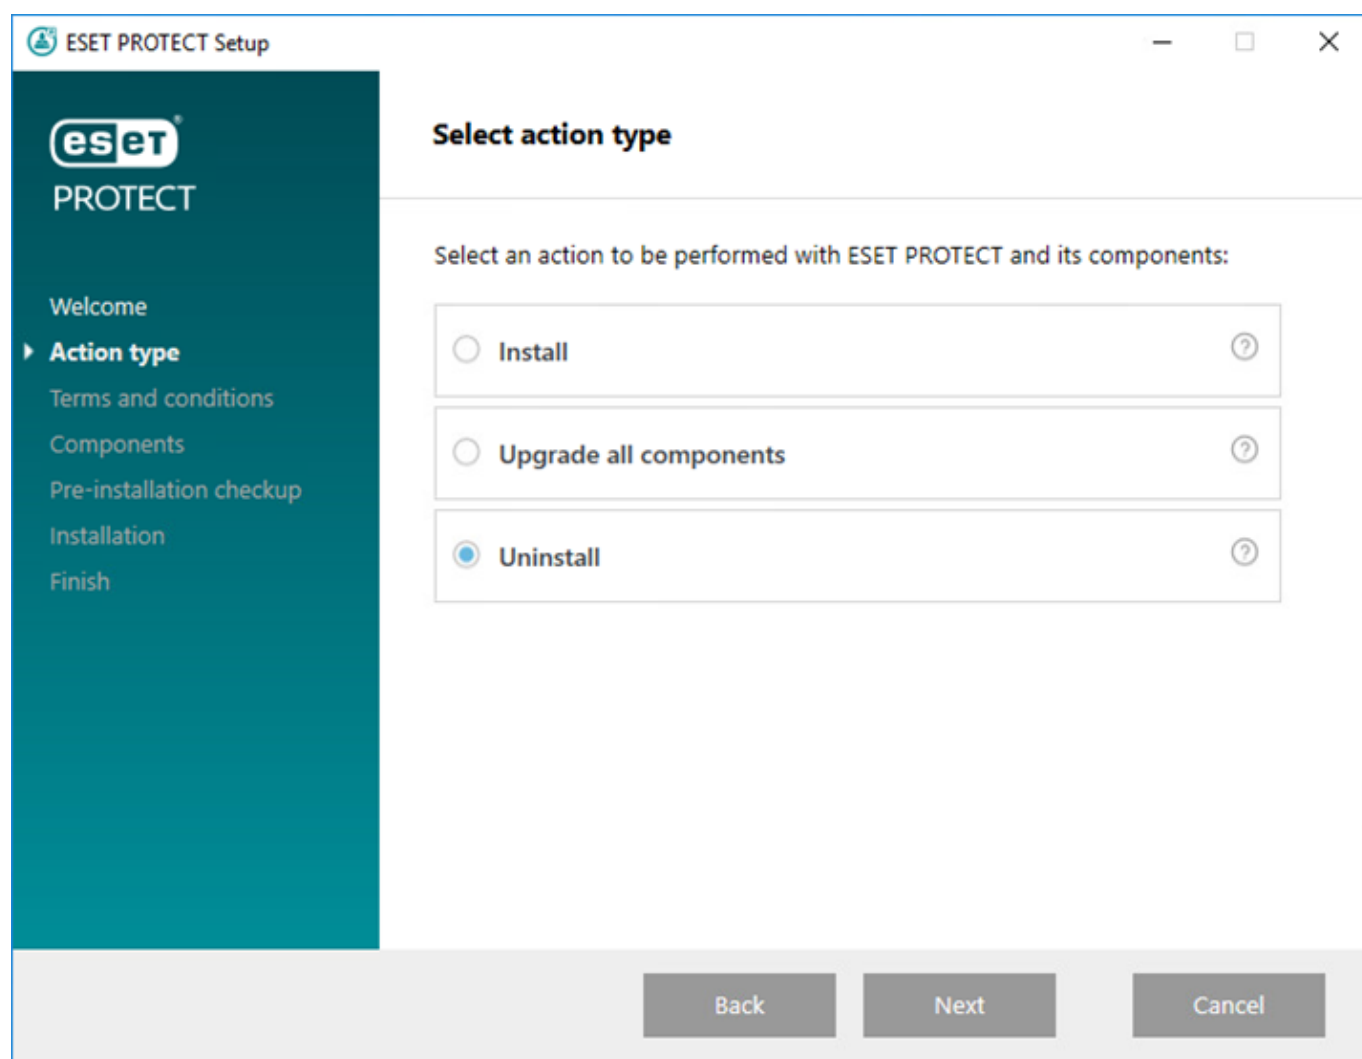 ESET PROTECT Setup
eseT®
PROTECT
Welcome
Action type
Terms and conditions
Components
Pre-installation checkup
Installation
Finish
Select action type
Select an action to be performed with ESET PROTECT and its components:
Install
?
Upgrade all components
?
Uninstall
?
Back
Next
Cancel